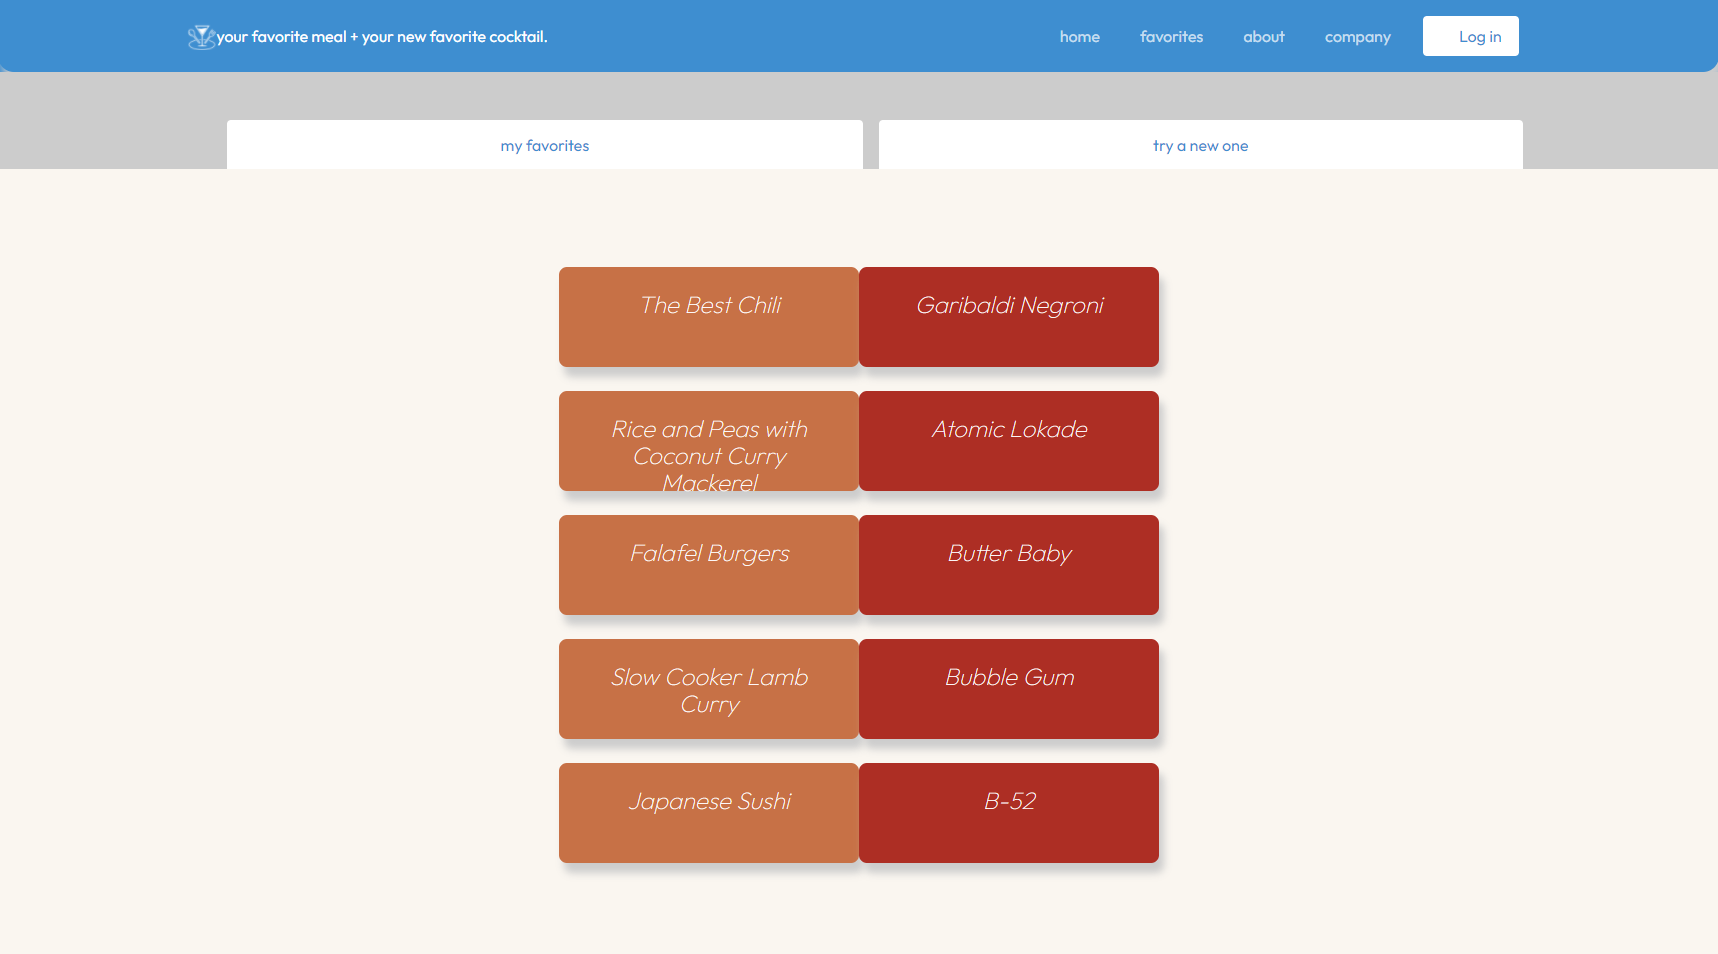 your favorite meal + your new favorite cocktail.
home
favorites
about
company
Log in
my favorites
try a new one
The Best Chili
Garibaldi Negroni
Rice and Peas with
Coconut Curry
Mackerel
Atomic Lokade
Falafel Burgers
Butter Baby
Slow Cooker Lamb
Curry
Bubble Gum
Japanese Sushi
B-52